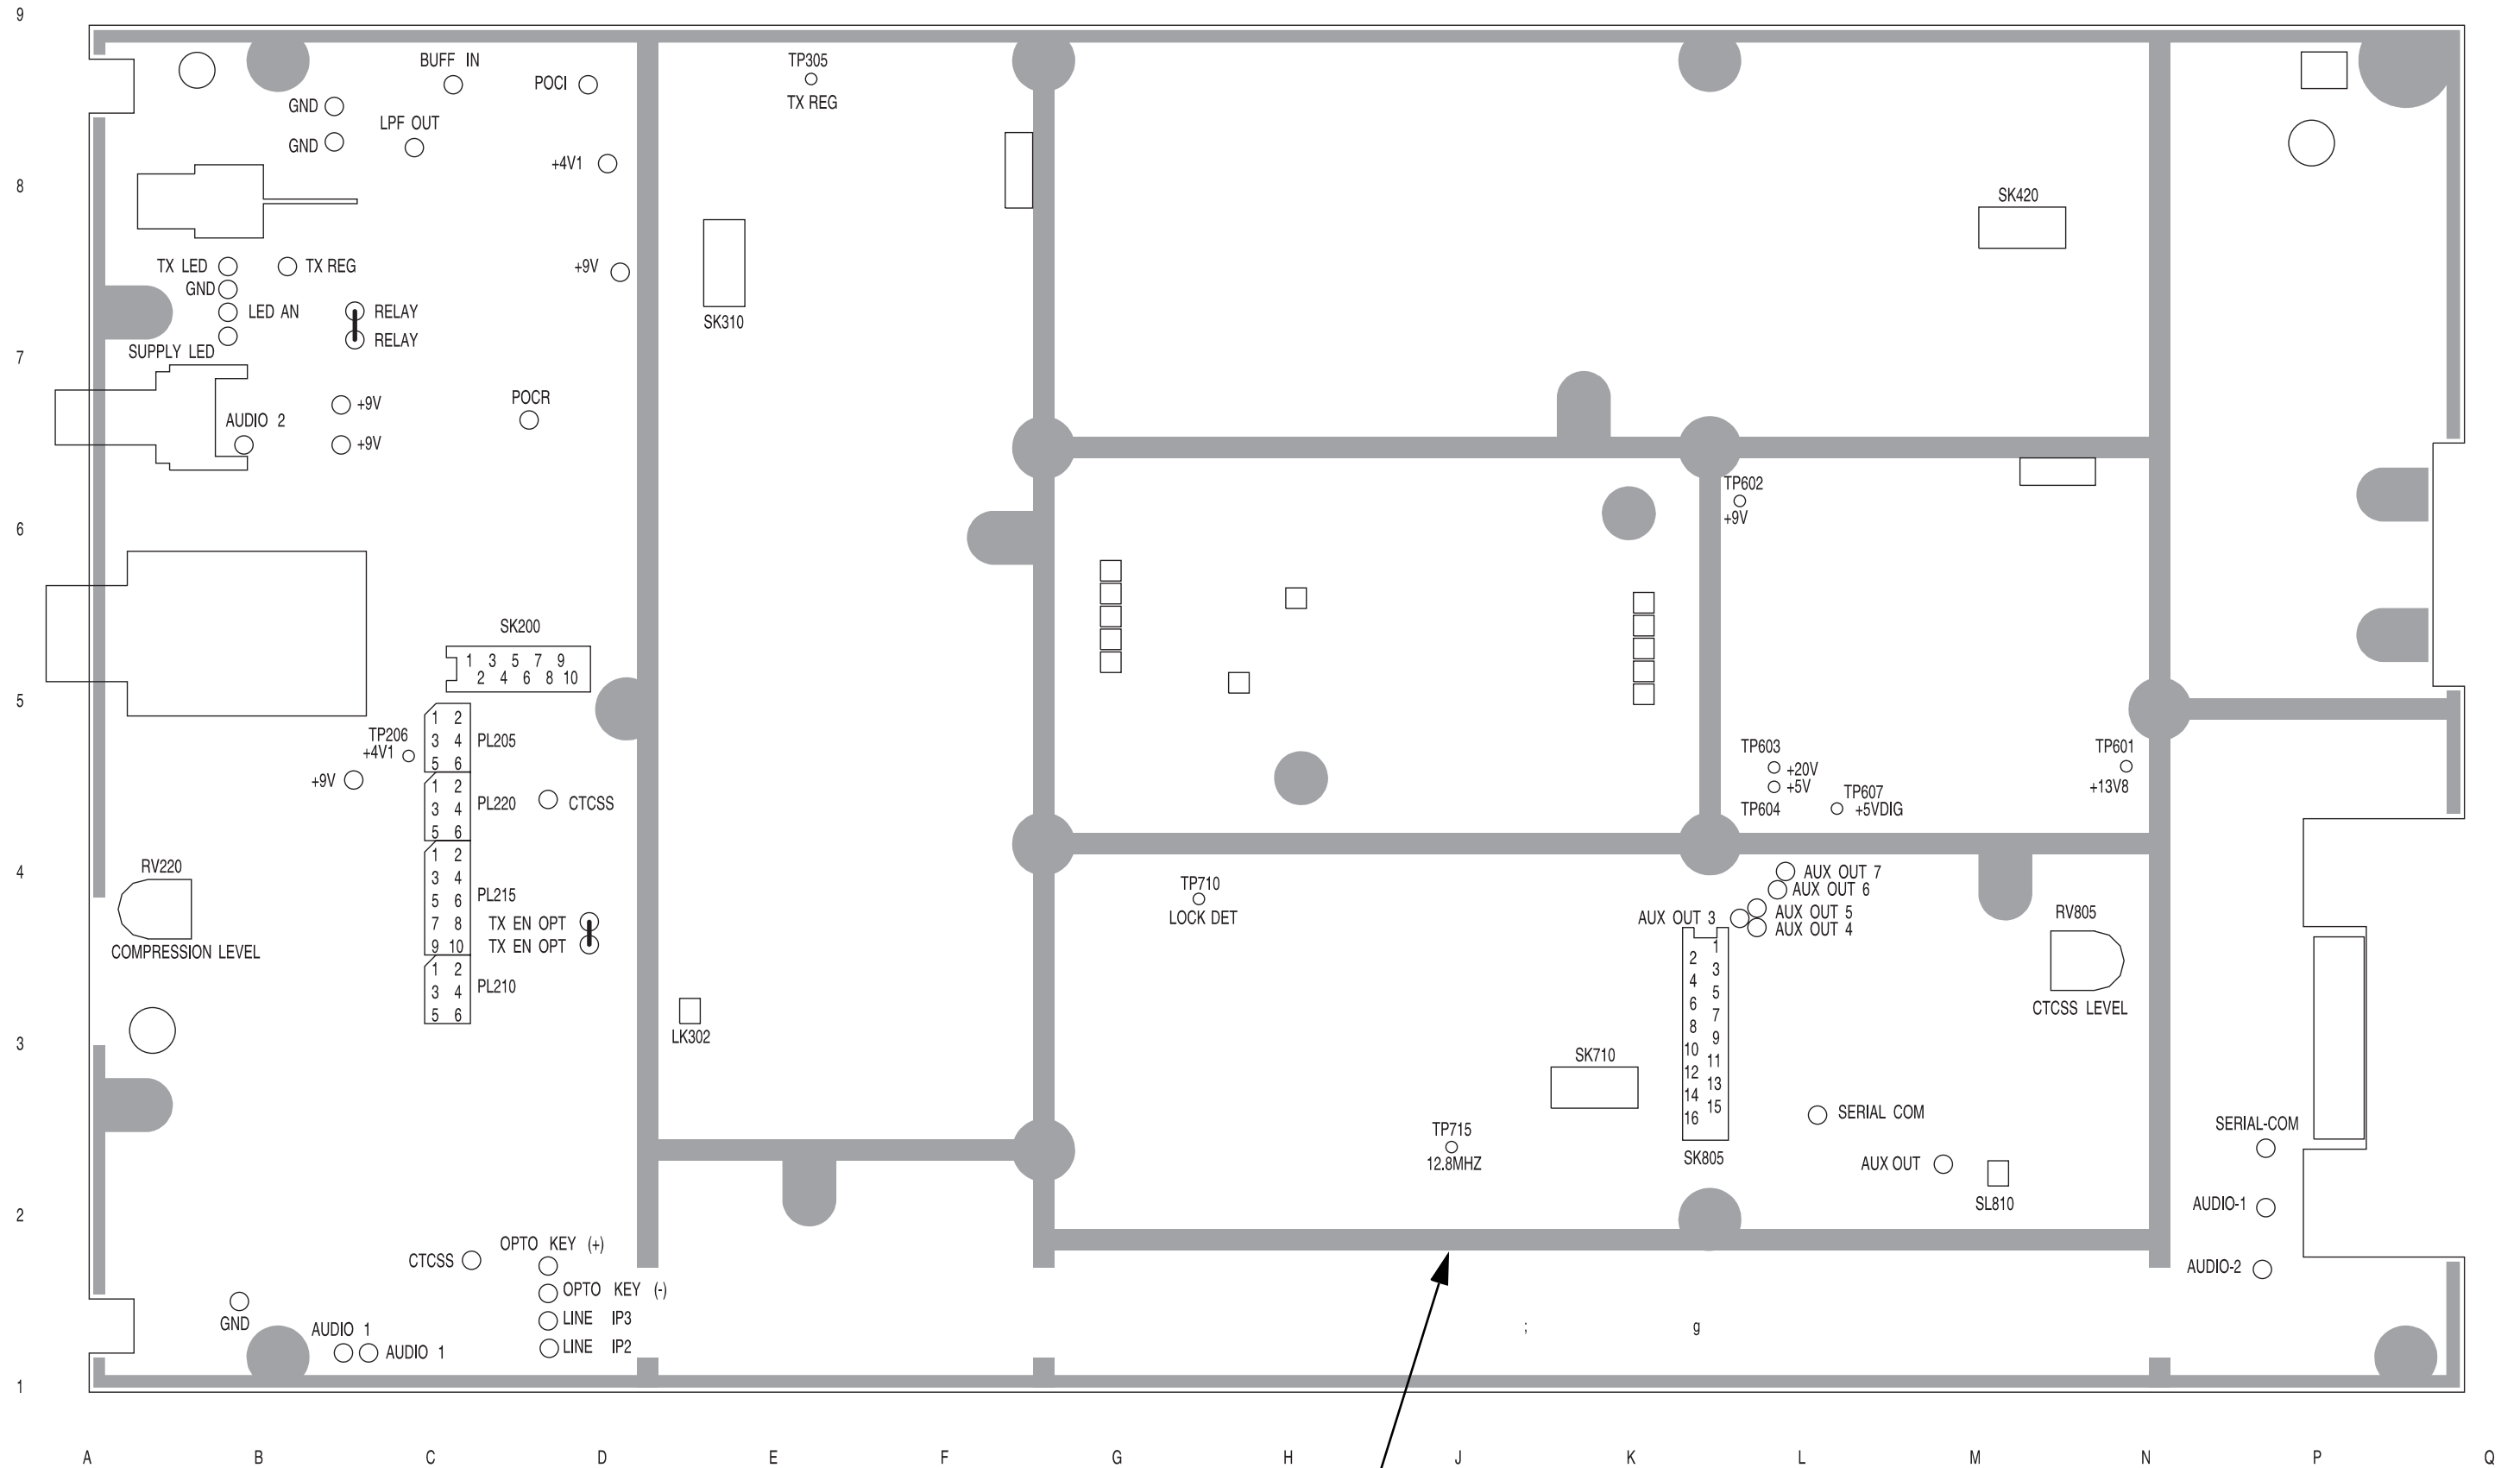 9
BUFF IN
POCI
TP305
TX REG
GND
LPF OUT
GND
+4V1
8
SK420
TX LED
TX REG
+9V
GND
LED AN
RELAY
SK310
RELAY
SUPPLY LED
7
POCR
+9V
AUDIO 2
+9V
TP602
+9V
6
SK200
1 3 5 7 9
2 4 6 8 10
5
1 2
TP206
+4V1
3 4
PL205
5 6
TP603
TP601
+20V
+9V
1 2
+5V
+13V8
TP607
3 4
PL220
CTCSS
TP604
+5VDIG
5 6
1 2
RV220
4
AUX OUT 7
3 4
TP710
AUX OUT 6
5 6
PL215
LOCK DET
AUX OUT 3
AUX OUT 5
RV805
7 8
TX EN OPT
AUX OUT 4
9 10
TX EN OPT
COMPRESSION LEVEL
1
2
1 2
3
4
3 4
PL210
5
6
CTCSS LEVEL
5 6
7
8
LK302
9
3
10
SK710
11
12
13
14
15
16
SERIAL COM
SERIAL-COM
TP715
12.8MHZ
SK805
AUX OUT
SL810
AUDIO-1
2
OPTO KEY (+)
CTCSS
AUDIO-2
OPTO KEY (-)
GND
LINE IP3
AUDIO 1
; g
LINE IP2
AUDIO 1
1
A B C D E F G H J K L M N P Q